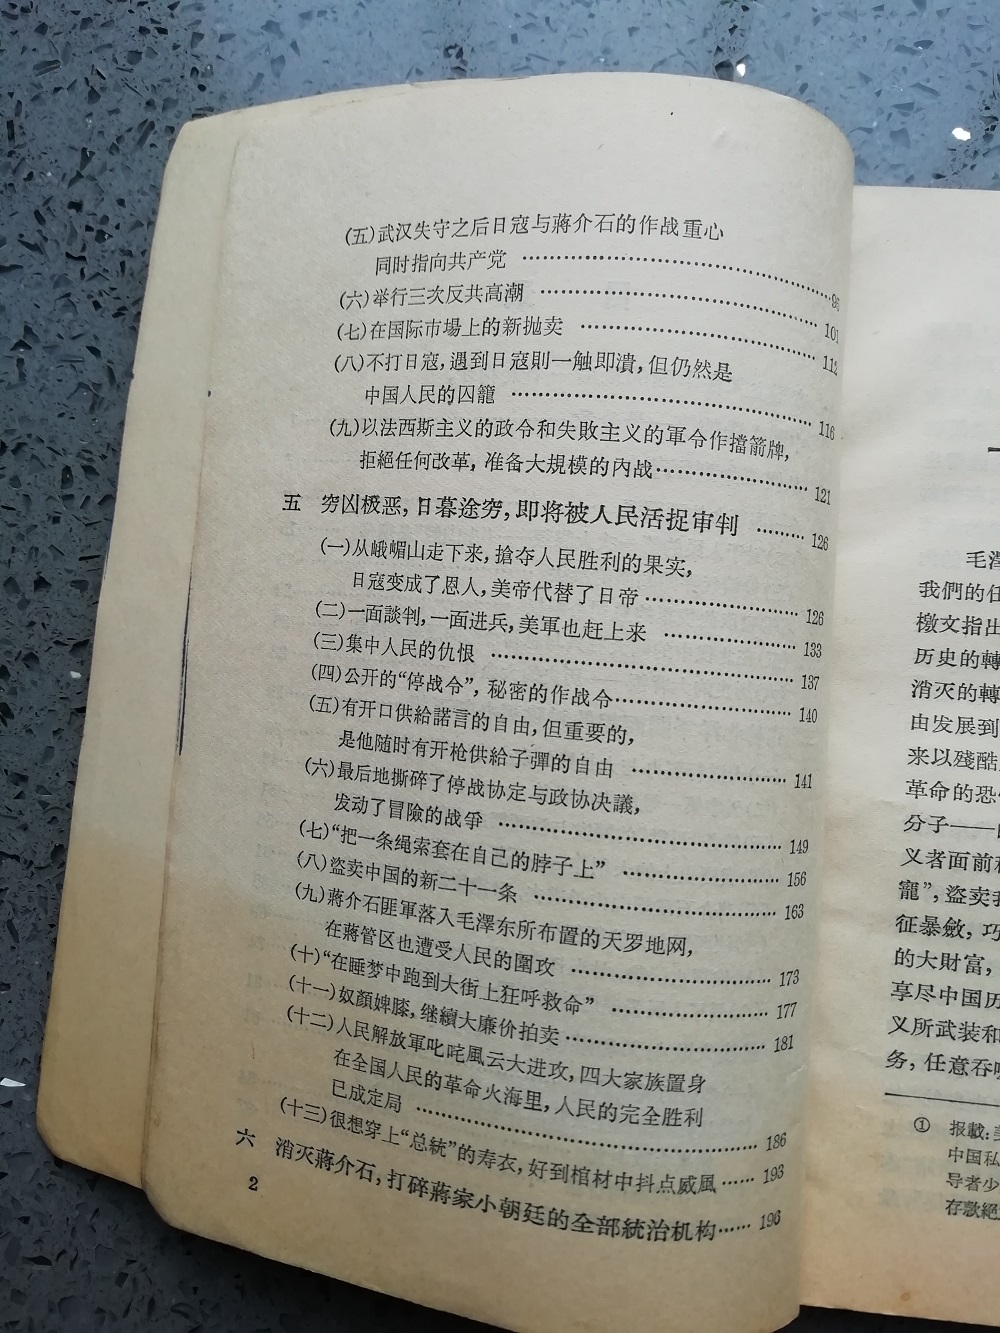 (五)武汉失守之后日寇与蔣介石的作战重心
同时指向共产党 ……………………………… 96
(六)举行三次反共高潮 ……………………………… 101
(七)在国际市場上的新抛卖 ……………………………… 112
(八)不打日寇，遇到日寇則一触即潰，但仍然是
中国人民的囚籠 ……………………………… 116
(九)以法西斯主义的政令和失敗主义的軍令作擋箭牌，
拒絕任何改革，准备大規模的內战……………… 121
五 穷凶极恶，日暮途穷，即将被人民活捉审判 ……… 126
(一)从峨嵋山走下来，搶夺人民胜利的果实，
日寇变成了恩人，美帝代替了日帝……………… 126
(二)一面談判，一面进兵，美軍也赶上来 ……………… 133
(三)集中人民的仇恨 ……………………………… 137
(四)公开的“停战令”，秘密的作战令……………… 140
(五)有开口供給諾言的自由，但重要的，
是他随时有开枪供給子彈的自由 ……………… 141
(六)最后地撕碎了停战协定与政协决議，
发动了冒險的战爭 ……………………………… 149
(七)“把一条绳索套在自己的脖子上” ……………… 156
(八)盜卖中国的新二十一条 ……………………… 163
(九)蔣介石匪軍落入毛澤东所布置的天罗地网，
在蔣管区也遭受人民的圍攻 ……………………… 173
(十)“在睡梦中跑到大街上狂呼救命” ……………… 177
(十一)奴顏婢膝，继續大廉价拍卖……………………… 181
(十二)人民解放軍叱咤風云大进攻，四大家族置身
在全国人民的革命火海里，人民的完全胜利
已成定局 ……………………………… 186
(十三)很想穿上“总統”的寿衣，好到棺材中抖点威風…… 193
六 消灭蔣介石，打碎蔣家小朝廷的全部統治机构…… 196
2
毛澤
我們的任
檄文指出
历史的轉
消灭的轉
由发展到
来以殘酷
革命的恐
分子——
义者面前
寵”，盜卖
征暴斂，巧
的大財富，
享尽中国历
义所武装和
务，任意吞
① 报載：
中国私
导者少
存款絕